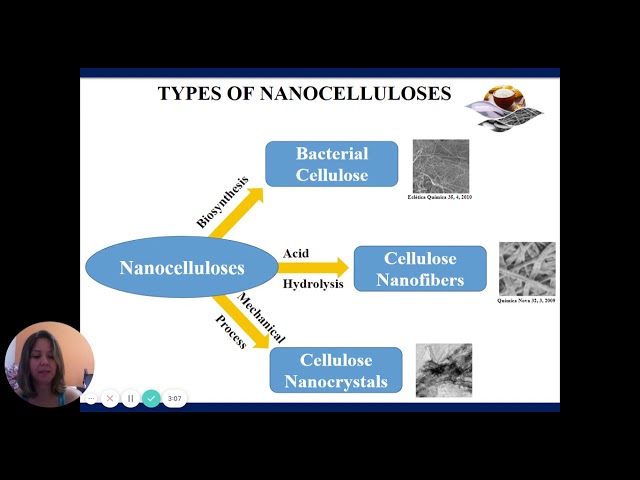 TYPES OF NANOCELLULOSES
Bacterial
Cellulose
Eclética Química 35, 4, 2010
Biosynthesis
Nanocelluloses
Acid
Hydrolysis
Cellulose
Nanofibers
Química Nova 32, 3, 2009
Mechanical
Process
Cellulose
Nanocrystals
3:07